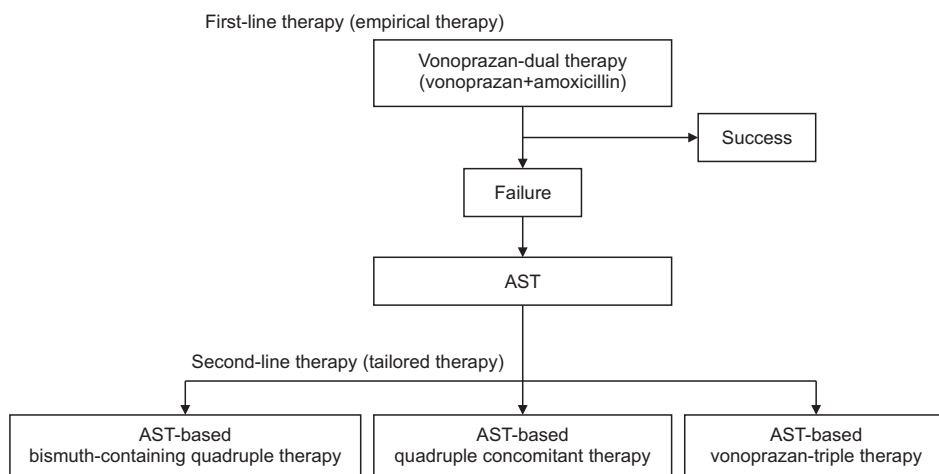 First-line therapy (empirical therapy)
Vonoprazan-dual therapy
(vonoprazan+amoxicillin)
Success
Failure
AST
Second-line therapy (tailored therapy)
AST-based
bismuth-containing quadruple therapy
AST-based
quadruple concomitant therapy
AST-based
vonoprazan-triple therapy